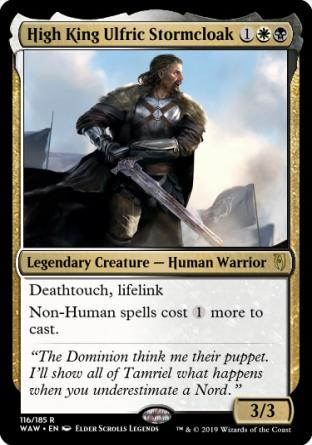 High King Ulfric Stormcloak 1
Legendary Creature — Human Warrior
Deathtouch, lifelink
Non-Human spells cost 1 more to
cast.
“The Dominion think me their puppet.
I’ll show all of Tamriel what happens
when you underestimate a Nord.”
3/3
116/185 R
WAW • EN ELDER SCROLLS LEGENDS ™ & © 2019 Wizards of the Coast